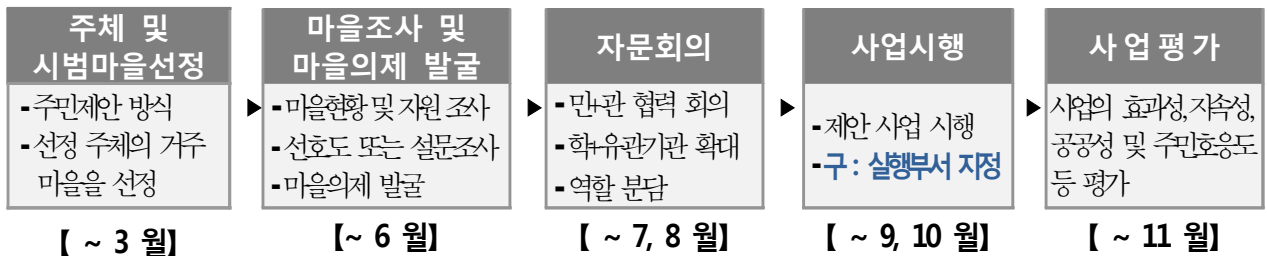 주체 및
시범마을선정
- 주민제안 방식
- 선정 주체의 거주
마을을 선정
【 ~ 3 월】
▶
마을조사 및
마을의제 발굴
- 마을현황 및 자원 조사
- 선호도 또는 설문조사
- 마을의제 발굴
【~ 6 월】
▶
자문회의
- 민+관 협력 회의
- 학+유관기관 확대
- 역할 분담
【 ~ 7, 8 월】
▶
사업시행
- 제안 사업 시행
- 구 : 실행부서 지정
【 ~ 9, 10 월】
▶
사 업 평 가
사업의 효과성, 지속성,
공공성 및 주민호응도
등 평가
【 ~ 11 월】